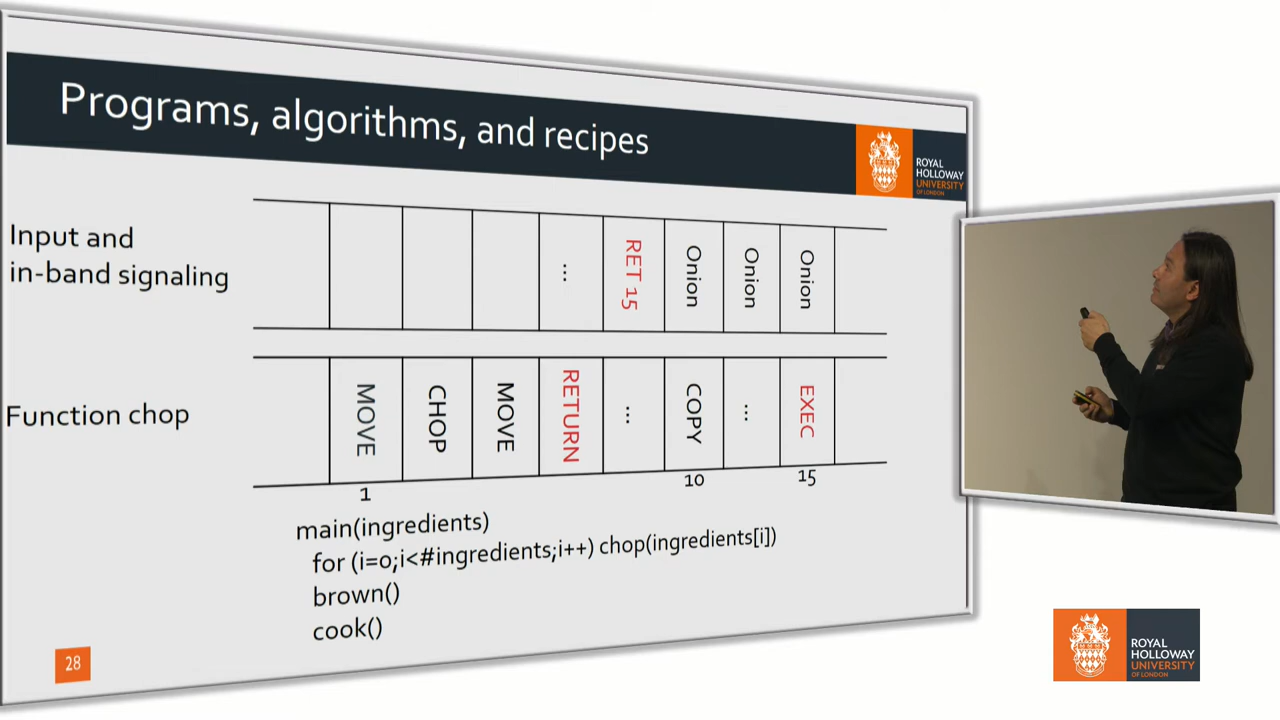 Programs, algorithms, and recipes
ROYAL
HOLLOWAY
UNIVERSITY
OF LONDON
Input and
in-band signaling
... RET 15 Onion Onion Onion
Function chop
MOVE CHOP MOVE RETURN ... COPY ... EXEC
1 10 15
main(ingredients)
for (i=0;i<#ingredients;i++) chop(ingredients[i])
brown()
cook()
28
ROYAL
HOLLOWAY
UNIVERSITY
OF LONDON